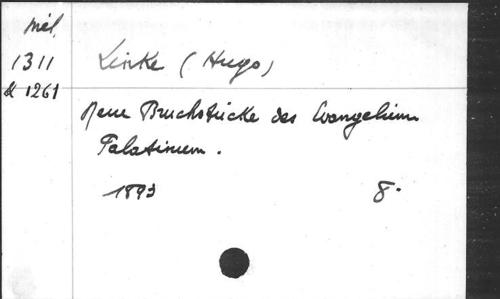 Mél.
1311
& 1261
Linke (Hugo)
Neue Bruchstücke des Evangelium
Palatinum.
1893
8°